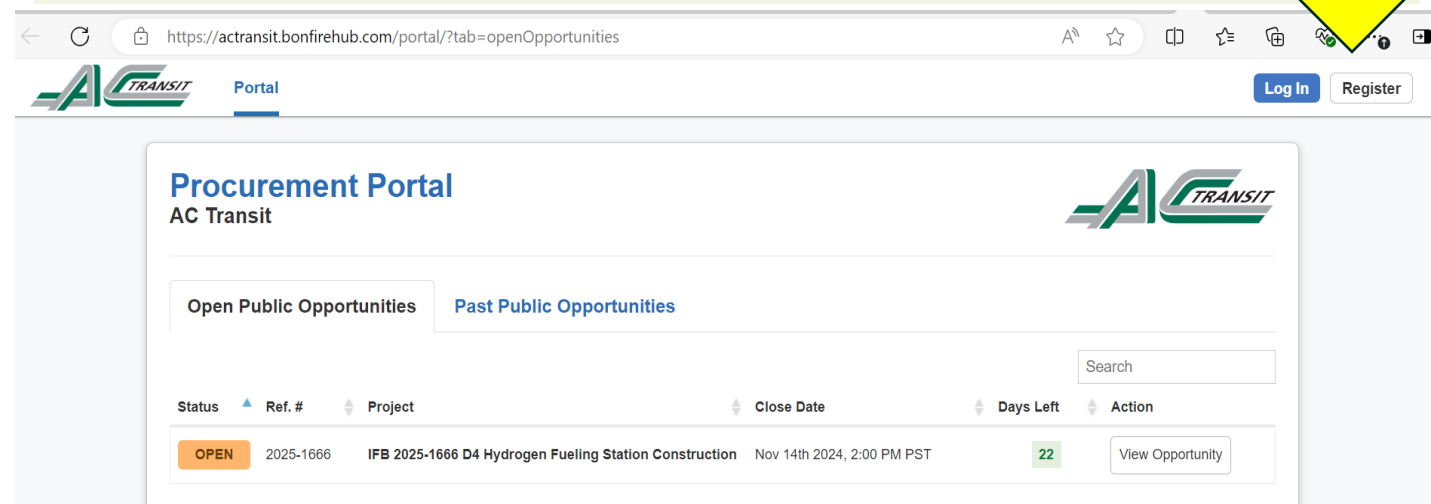 https://actransit.bonfirehub.com/portal/?tab=openOpportunities
AC TRANSIT
Portal
Log In
Register
Procurement Portal
AC Transit
AC TRANSIT
Open Public Opportunities
Past Public Opportunities
Search
Status Ref. # Project Close Date Days Left Action
OPEN 2025-1666 IFB 2025-1666 D4 Hydrogen Fueling Station Construction Nov 14th 2024, 2:00 PM PST 22 View Opportunity